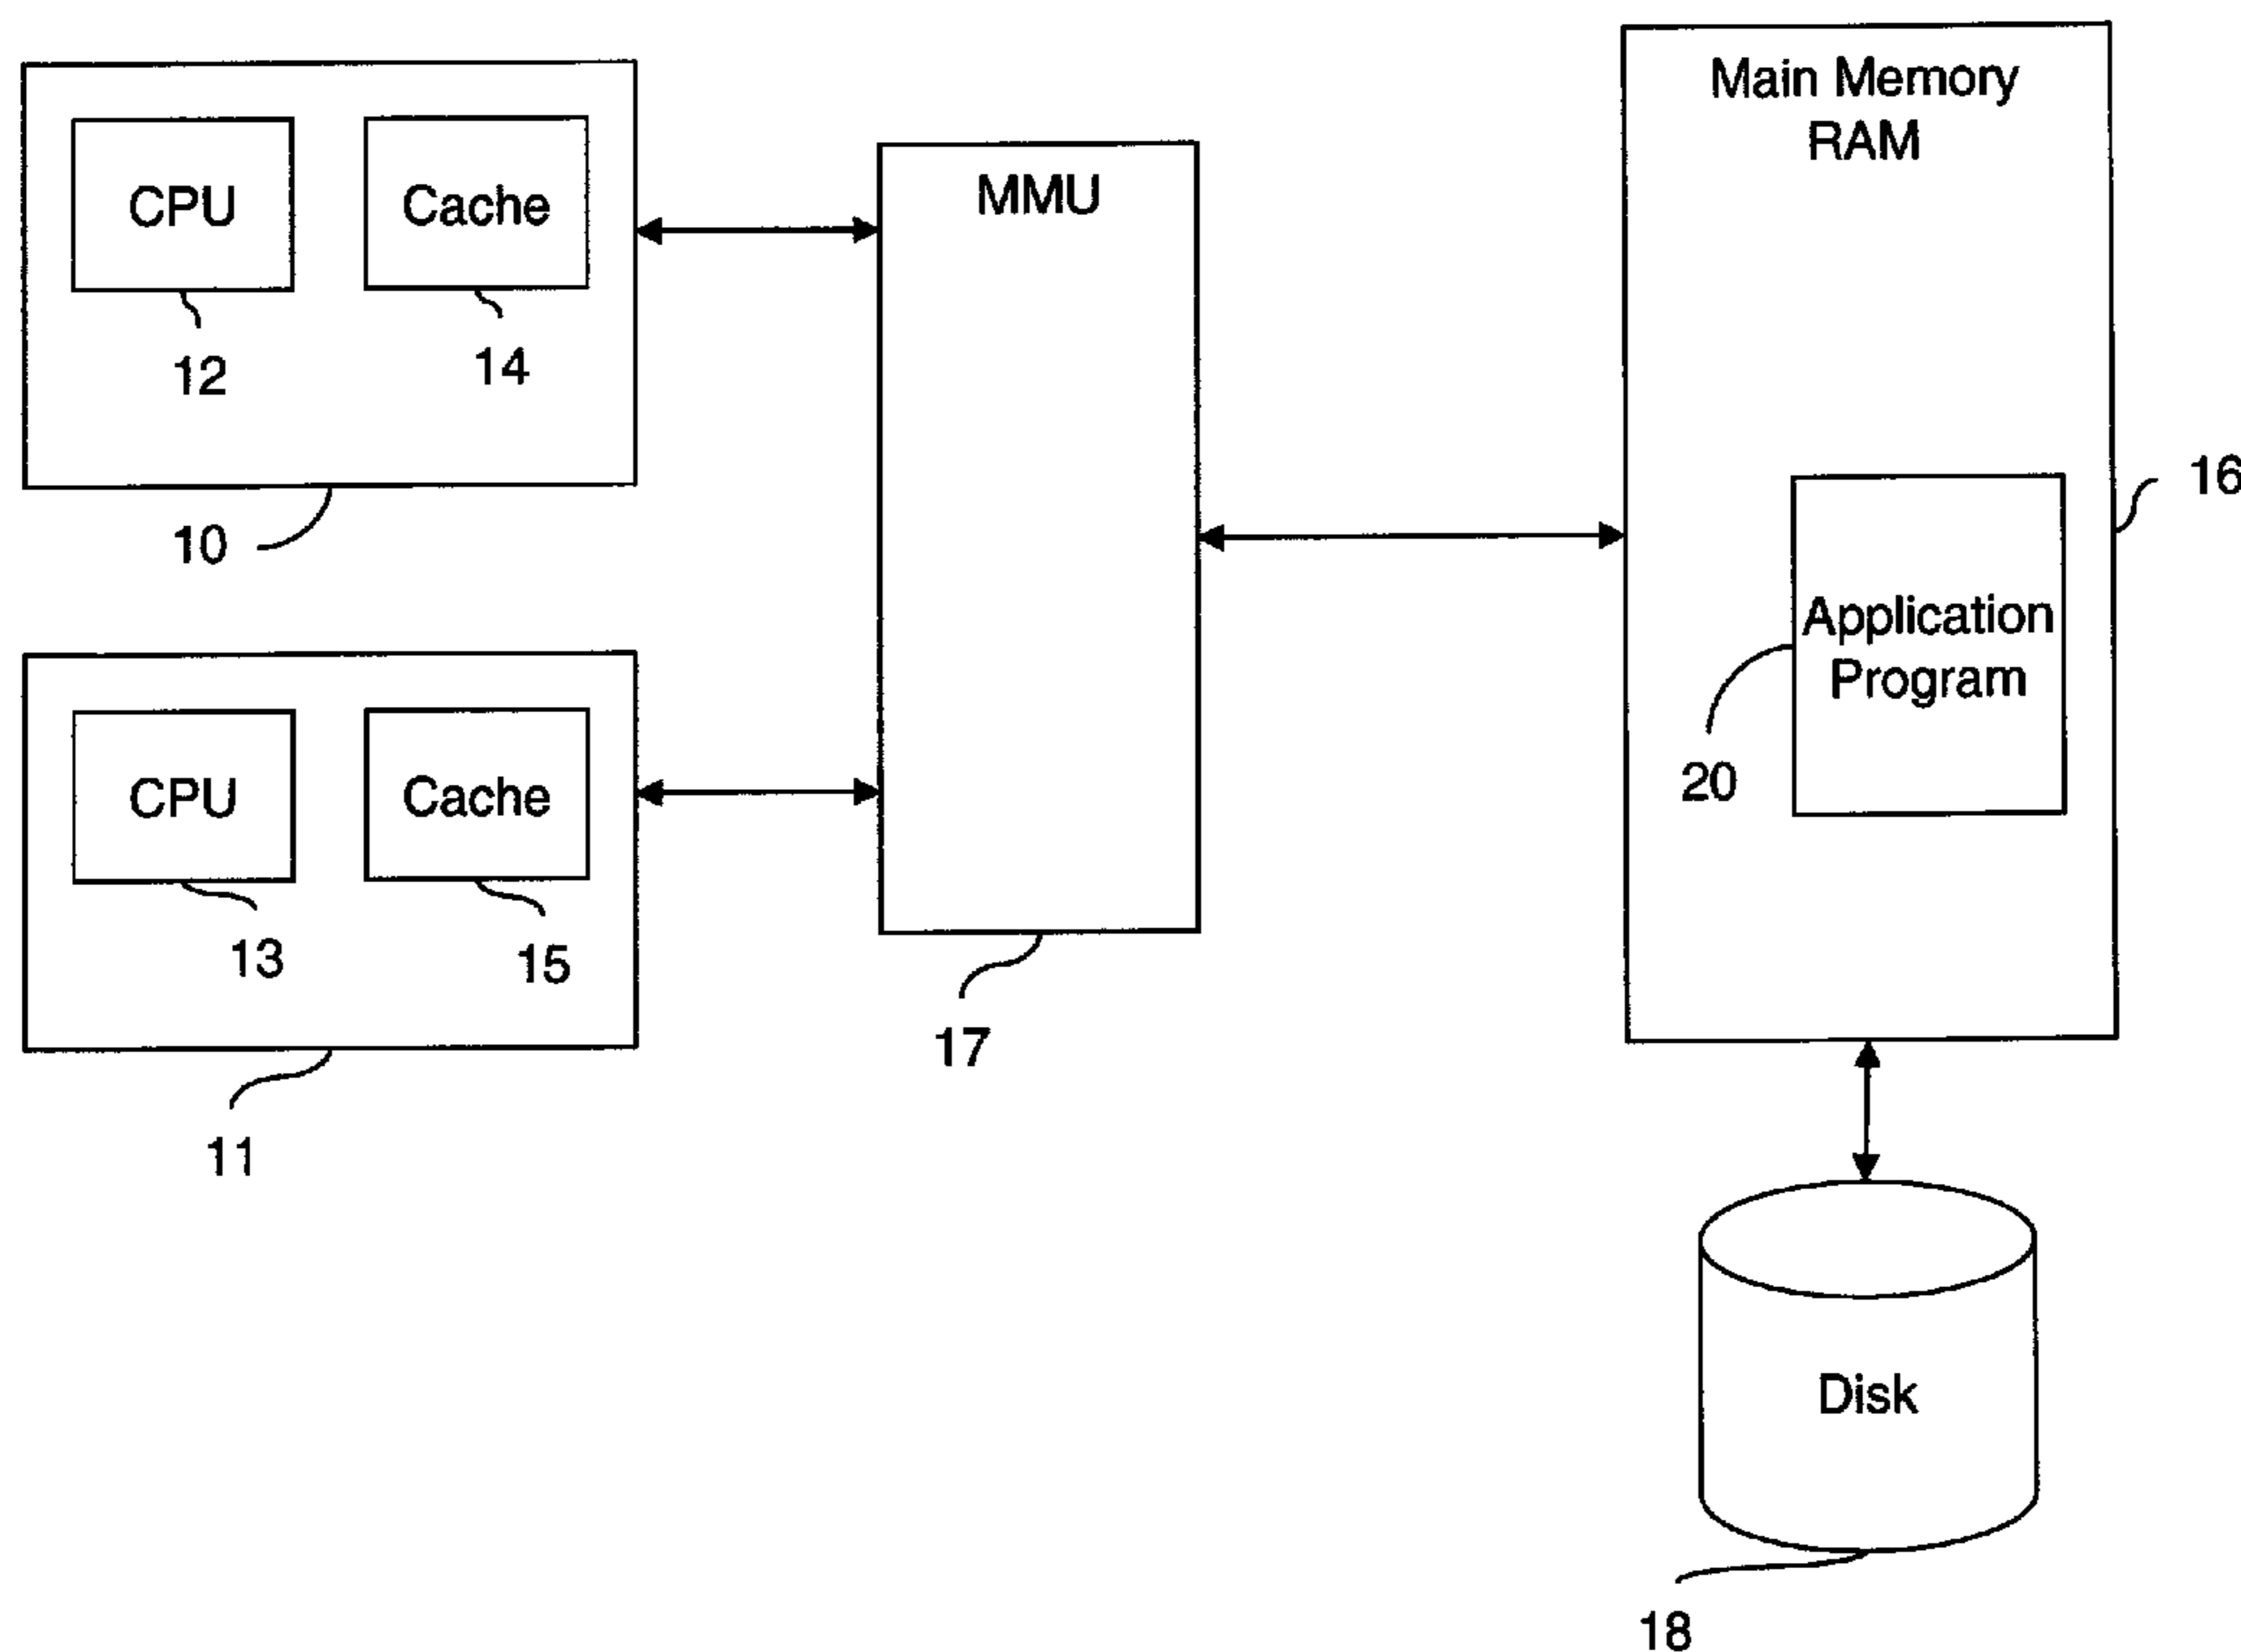 CPU
Cache
12
14
10
CPU
Cache
13
15
11
MMU
17
Main Memory
RAM
16
Application
Program
20
Disk
18